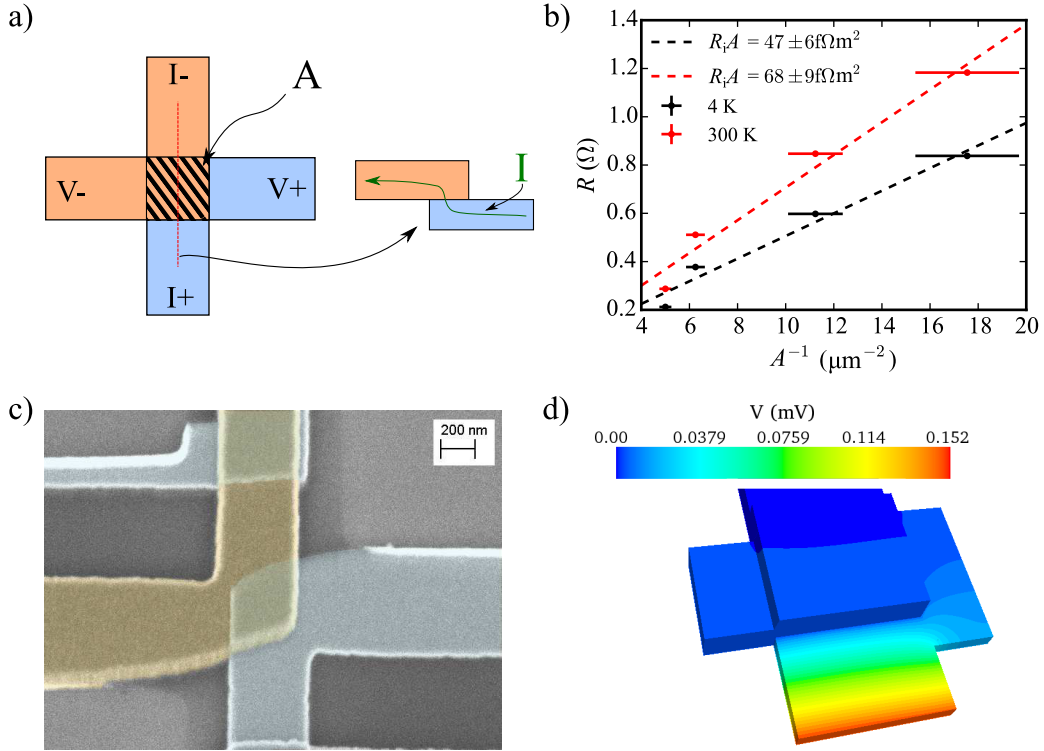 a)
I-
A
V-
V+
I+
I
b)
1.4
1.2
1.0
0.8
0.6
0.4
0.2
R (Ω)
RᵢA = 47 ±6fΩm²
RᵢA = 68 ±9fΩm²
4 K
300 K
4 6 8 10 12 14 16 18 20
A⁻¹ (μm⁻²)
c)
200 nm
d)
V (mV)
0.00 0.0379 0.0759 0.114 0.152